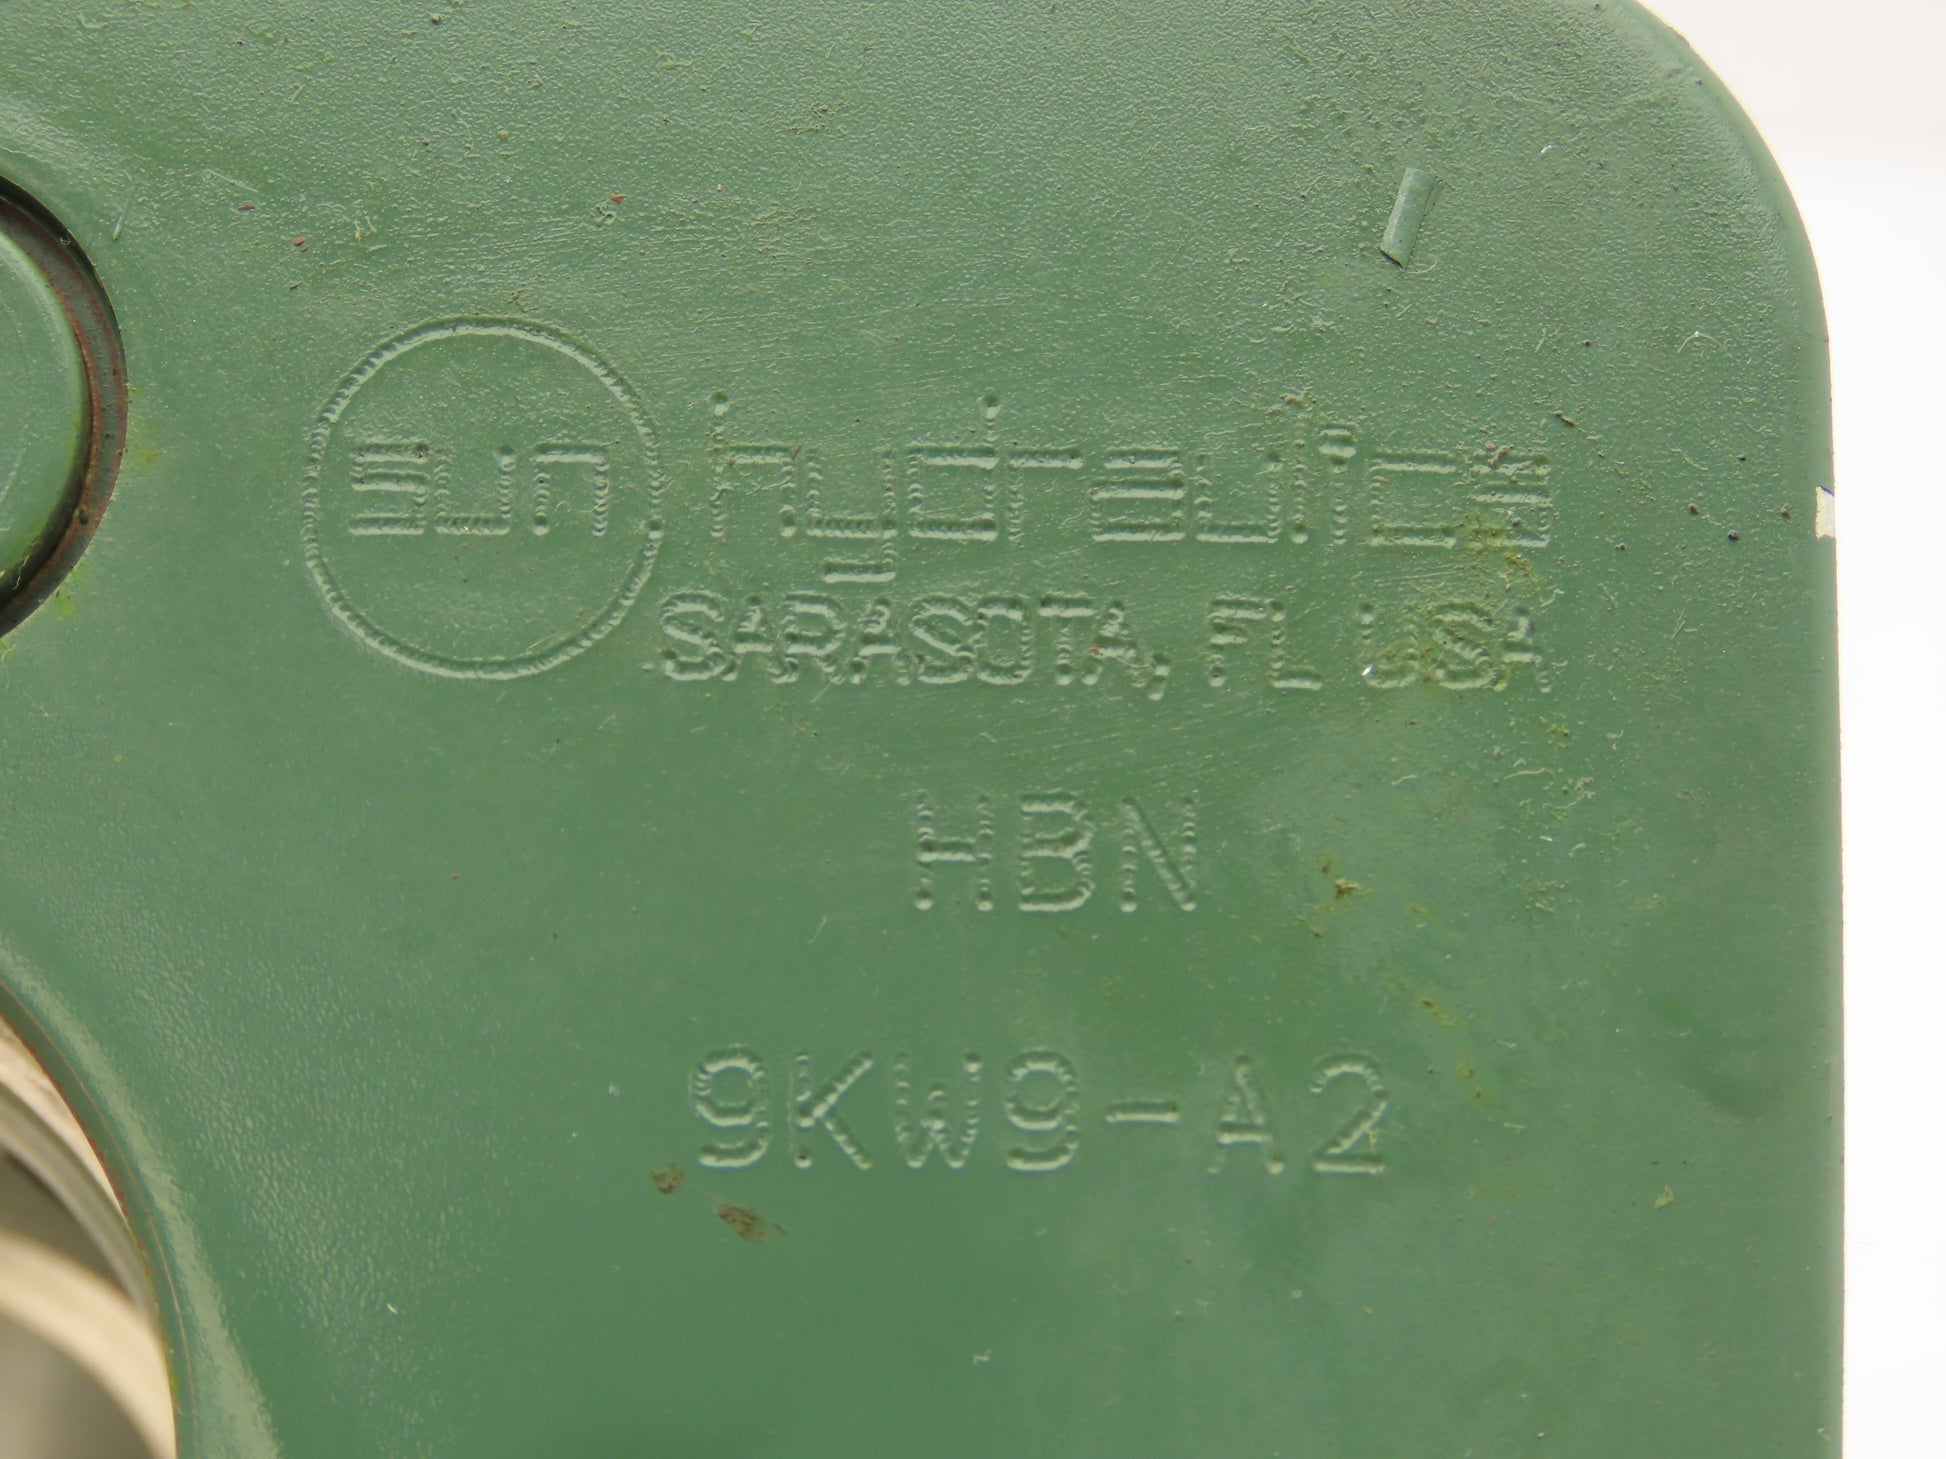 sun hydraulics
SARASOTA, FL USA
HBN
9KW9-A2